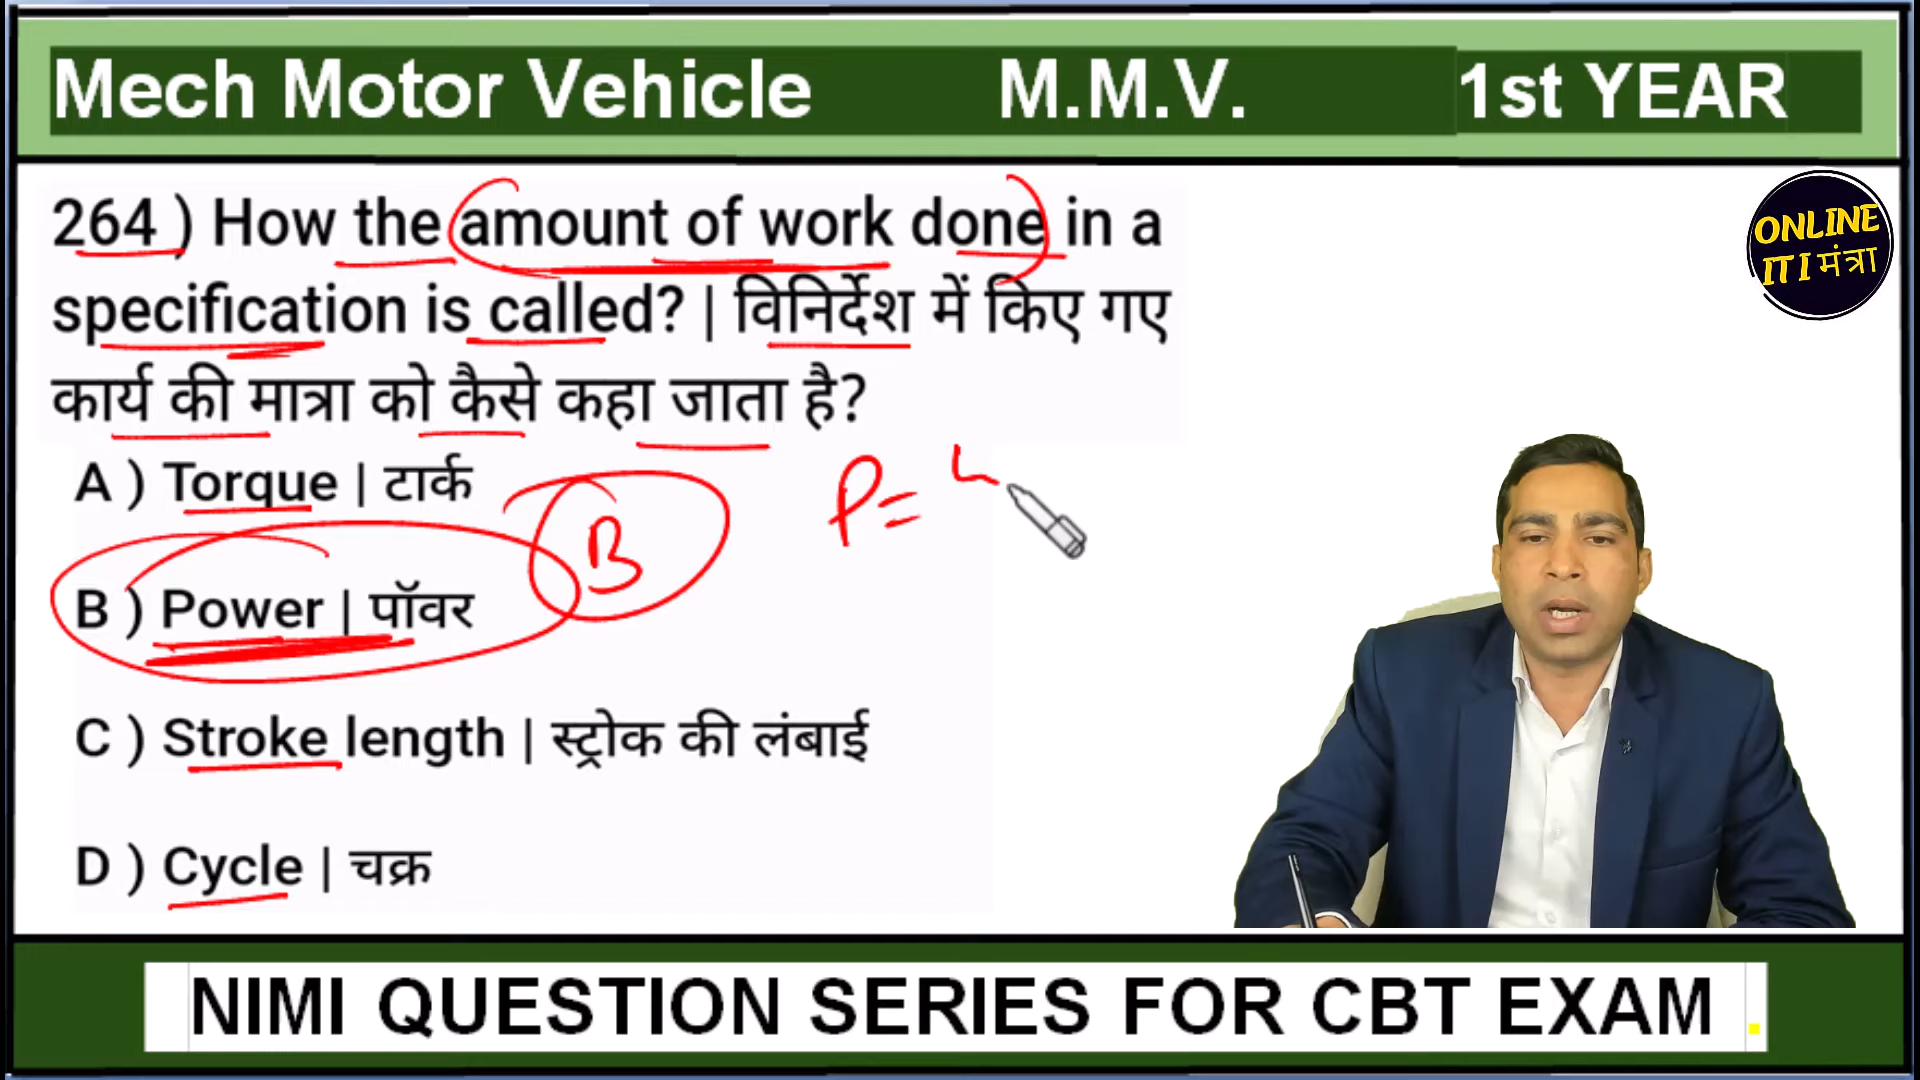 Mech Motor Vehicle M.M.V. 1st YEAR
ONLINE
ITI मंत्रा
264 ) How the amount of work done in a
specification is called? | विनिर्देश में किए गए
कार्य की मात्रा को कैसे कहा जाता है?
A ) Torque | टार्क
B
P =
B ) Power | पॉवर
C ) Stroke length | स्ट्रोक की लंबाई
D ) Cycle | चक्र
NIMI QUESTION SERIES FOR CBT EXAM .